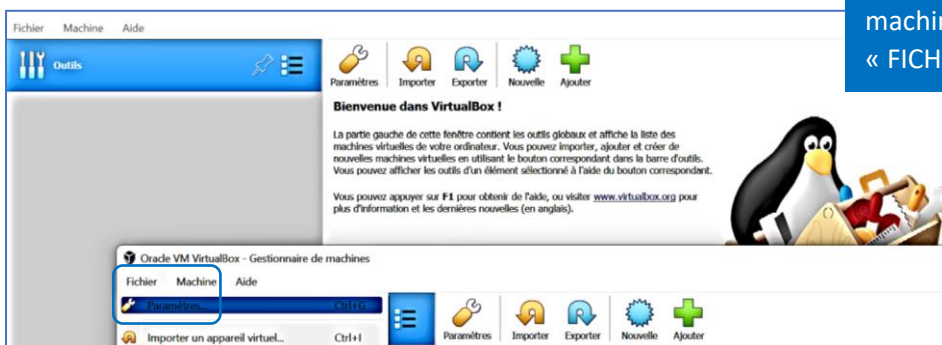 machin
« FICH
Fichier Machine Aide
Outils
Paramètres Importer Exporter Nouvelle Ajouter
Bienvenue dans VirtualBox !
La partie gauche de cette fenêtre contient les outils globaux et affiche la liste des
machines virtuelles de votre ordinateur. Vous pouvez importer, ajouter et créer de
nouvelles machines virtuelles en utilisant le bouton correspondant dans la barre d'outils.
Vous pouvez afficher les outils d'un élément sélectionné à l'aide du bouton correspondant.
Vous pouvez appuyer sur F1 pour obtenir de l'aide, ou visiter www.virtualbox.org pour
plus d'information et les dernières nouvelles (en anglais).
Oracle VM VirtualBox - Gestionnaire de machines
Fichier Machine Aide
Paramètres... Ctrl+G
Importer un appareil virtuel... Ctrl+I
Paramètres Importer Exporter Nouvelle Ajouter